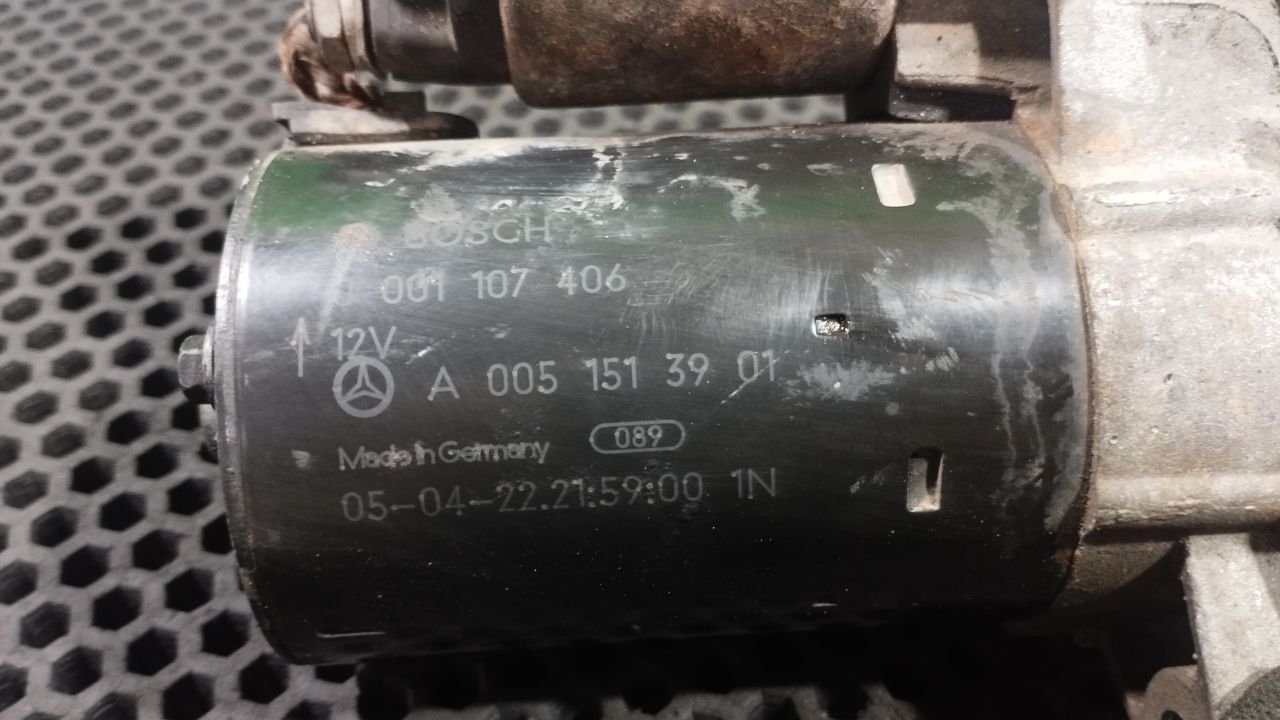 BOSCH
0 001 107 406
12V
A 005 151 39 01
Made in Germany 089
05-04-22.21:59:00 1N